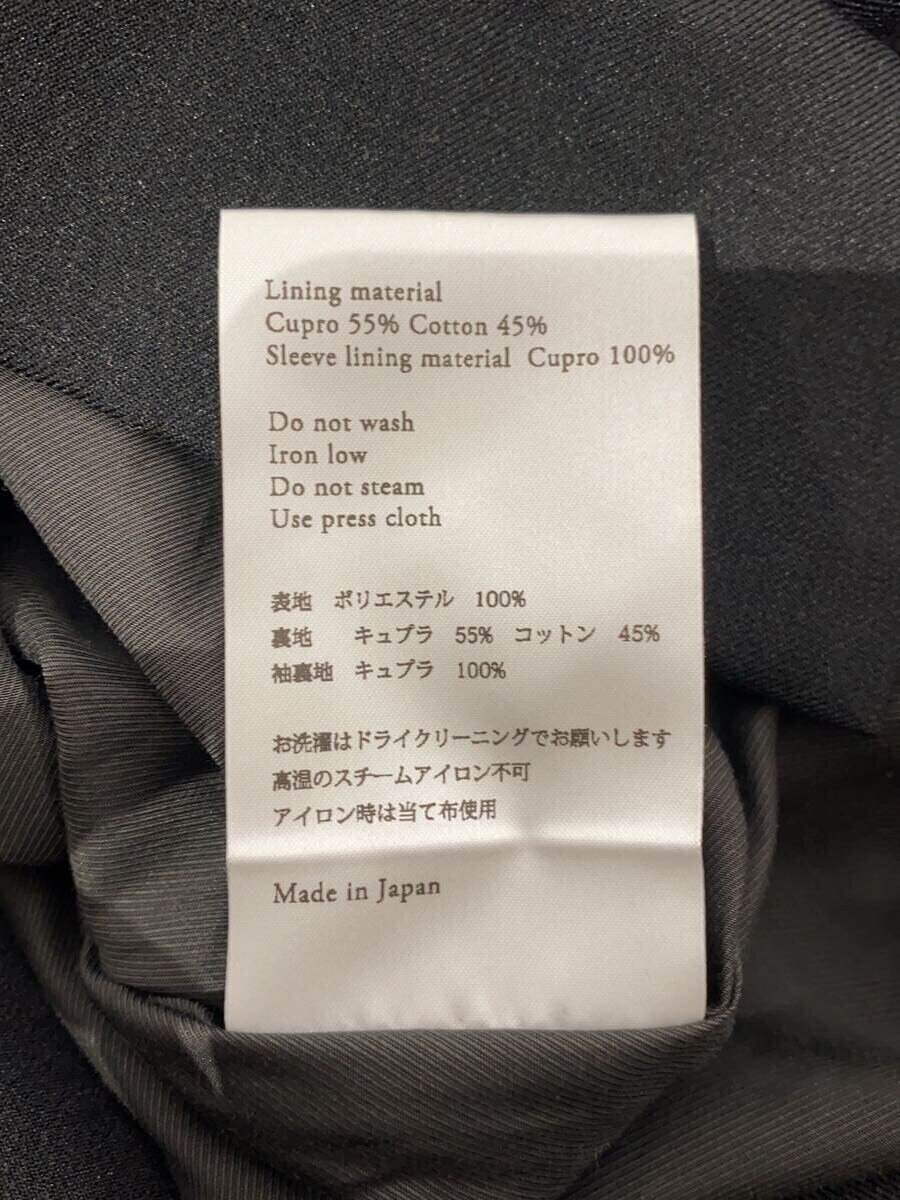 Lining material
Cupro 55% Cotton 45%
Sleeve lining material Cupro 100%
Do not wash
Iron low
Do not steam
Use press cloth
表地 ポリエステル 100%
裏地 キュプラ 55% コットン 45%
袖裏地 キュプラ 100%
お洗濯はドライクリーニングでお願いします
高温のスチームアイロン不可
アイロン時は当て布使用
Made in Japan